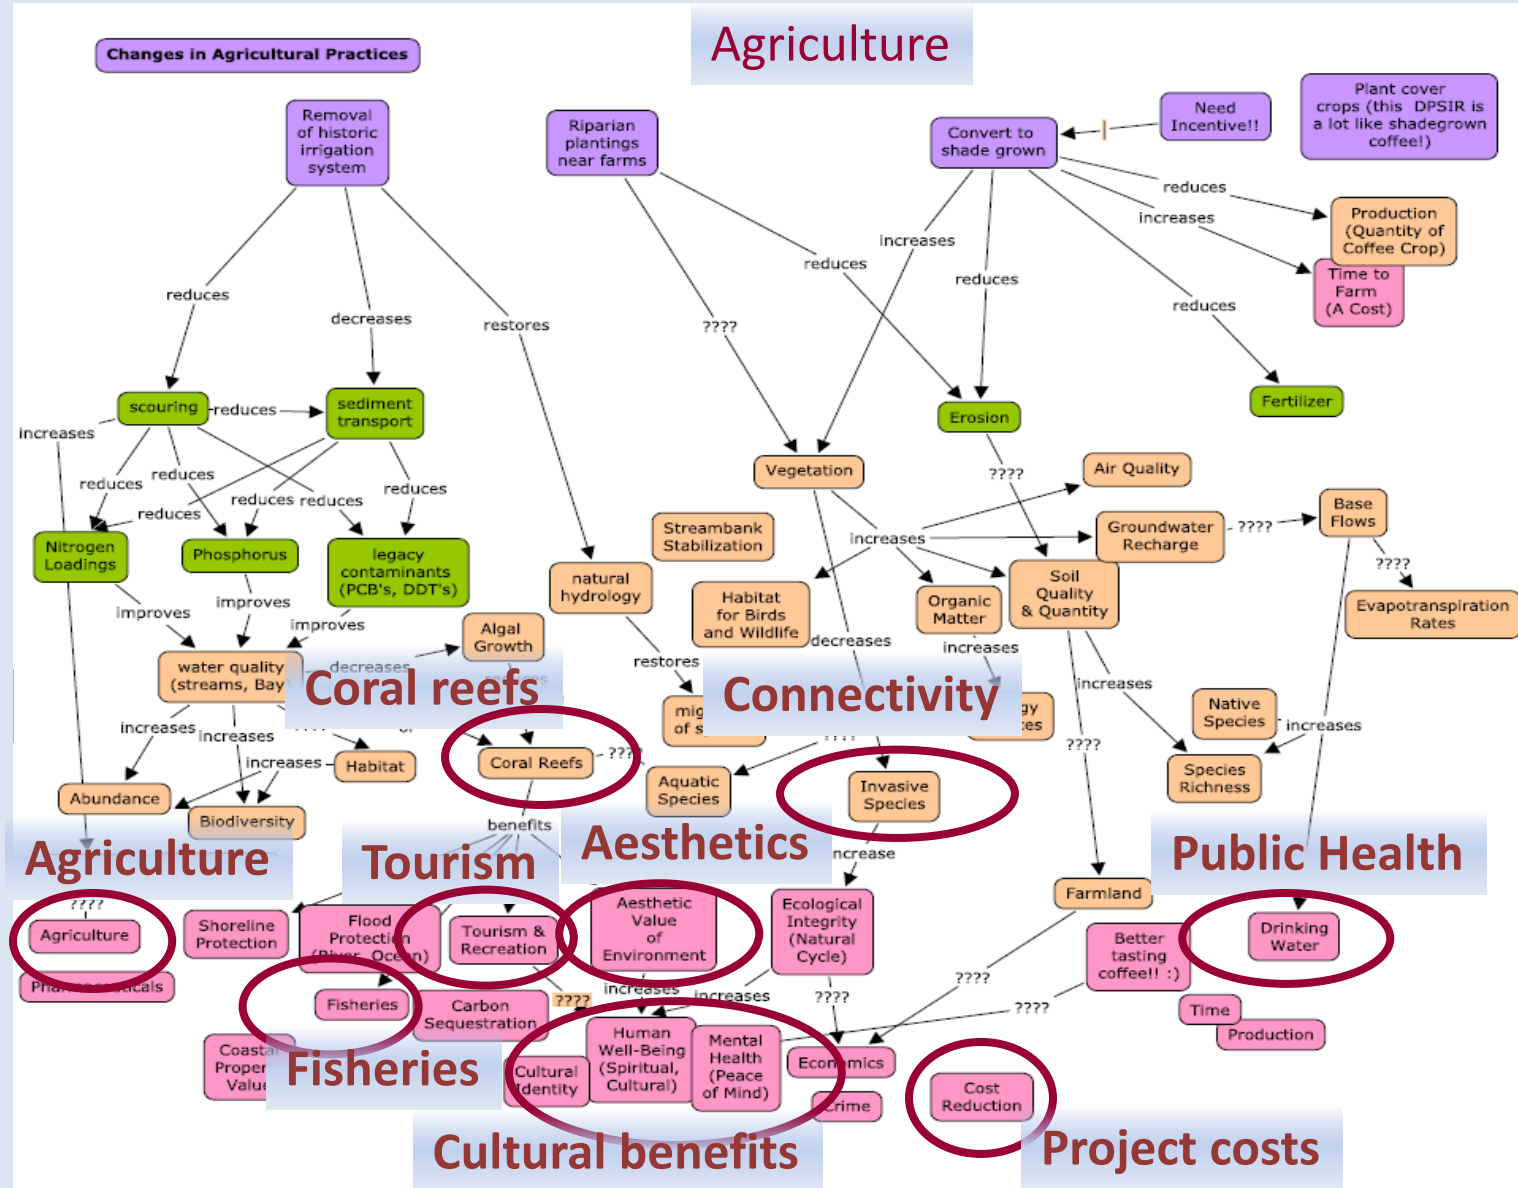 Agriculture
Changes in Agricultural Practices
Removal
of historic
irrigation
system
Riparian
plantings
near farms
Convert to
shade grown
Need
Incentive!!
Plant cover
crops (this DPSIR is
a lot like shadegrown
coffee!)
reduces
increases
Production
(Quantity of
Coffee Crop)
Time to
Farm
(A Cost)
increases
reduces
reduces
reduces
reduces
decreases
restores
????
scouring
reduces
sediment
transport
Erosion
Fertilizer
increases
Vegetation
????
Air Quality
reduces
reduces
reduces
reduces
reduces
reduces
Streambank
Stabilization
increases
Groundwater
Recharge
????
Base
Flows
Nitrogen
Loadings
Phosphorus
legacy
contaminants
(PCB's, DDT's)
natural
hydrology
Habitat
for Birds
and Wildlife
Organic
Matter
Soil
Quality
& Quantity
????
Evapotranspiration
Rates
improves
improves
improves
Algal
Growth
decreases
increases
water quality
(streams, Bay)
decreases
restores
Coral reefs
Connectivity
increases
Native
Species
increases
increases
increases
increases
Habitat
Coral Reefs
????
Aquatic
Species
Invasive
Species
????
Species
Richness
Abundance
Biodiversity
benefits
increase
Agriculture
Tourism
Aesthetics
Public Health
????
Agriculture
Shoreline
Protection
Flood
Protection
(River, Ocean)
Tourism &
Recreation
Aesthetic
Value
of
Environment
Ecological
Integrity
(Natural
Cycle)
Farmland
Better
tasting
coffee!! :)
Drinking
Water
Pharmaceuticals
Fisheries
Carbon
Sequestration
????
increases
increases
????
????
????
Time
Production
Coastal
Property
Value
Fisheries
Cultural
Identity
Human
Well-Being
(Spiritual,
Cultural)
Mental
Health
(Peace
of Mind)
Economics
Crime
Cost
Reduction
Cultural benefits
Project costs